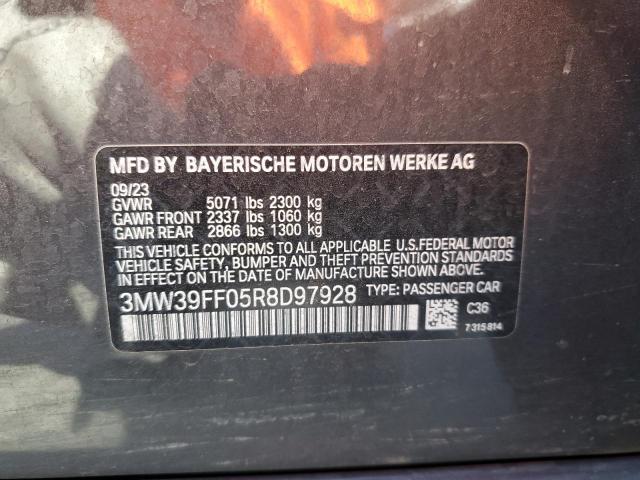 MFD BY BAYERISCHE MOTOREN WERKE AG
09/23
GVWR 5071 lbs 2300 kg
GAWR FRONT 2337 lbs 1060 kg
GAWR REAR 2866 lbs 1300 kg
THIS VEHICLE CONFORMS TO ALL APPLICABLE U.S.FEDERAL MOTOR
VEHICLE SAFETY, BUMPER AND THEFT PREVENTION STANDARDS
IN EFFECT ON THE DATE OF MANUFACTURE SHOWN ABOVE.
3MW39FF05R8D97928 TYPE: PASSENGER CAR
C36
7315814